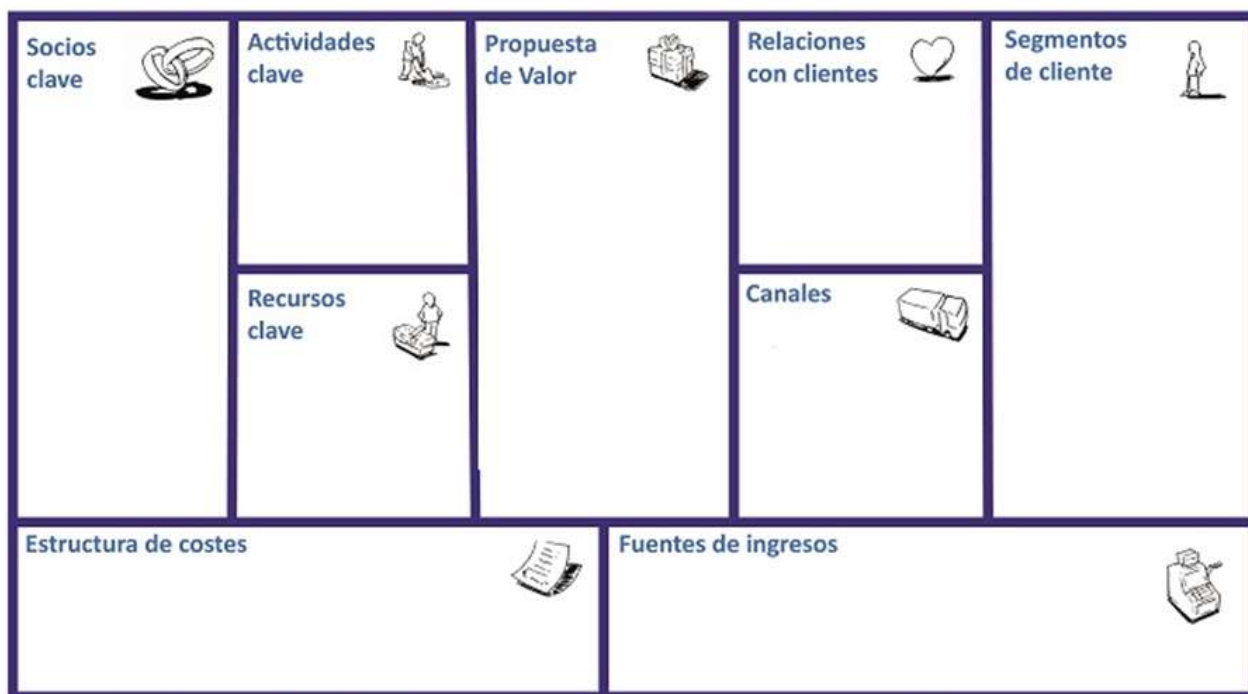 Socios
clave
Actividades
clave
Propuesta
de Valor
Relaciones
con clientes
Segmentos
de cliente
Recursos
clave
Canales
Estructura de costes
Fuentes de ingresos